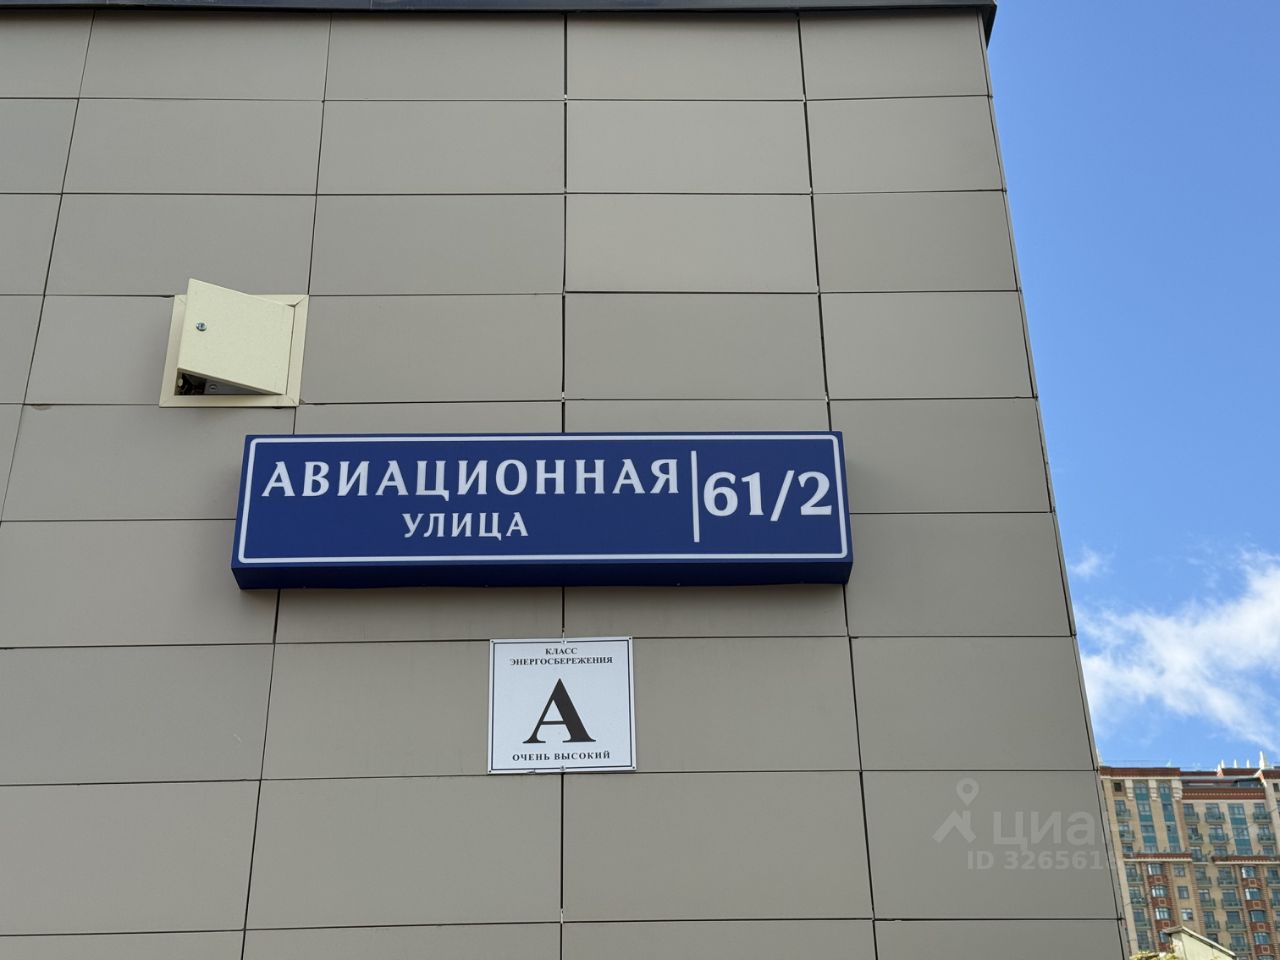 АВИАЦИОННАЯ 61/2
УЛИЦА
КЛАСС
ЭНЕРГОСБЕРЕЖЕНИЯ
А
ОЧЕНЬ ВЫСОКИЙ
циан